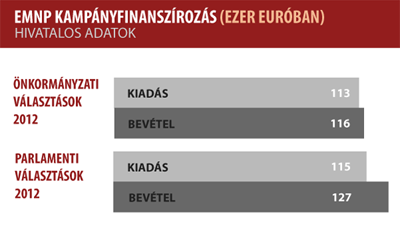 EMNP KAMPÁNYFINANSZÍROZÁS (EZER EURÓBAN)
HIVATALOS ADATOK
ÖNKORMÁNYZATI
VÁLASZTÁSOK
2012
KIADÁS 113
BEVÉTEL 116
PARLAMENTI
VÁLASZTÁSOK
2012
KIADÁS 115
BEVÉTEL 127